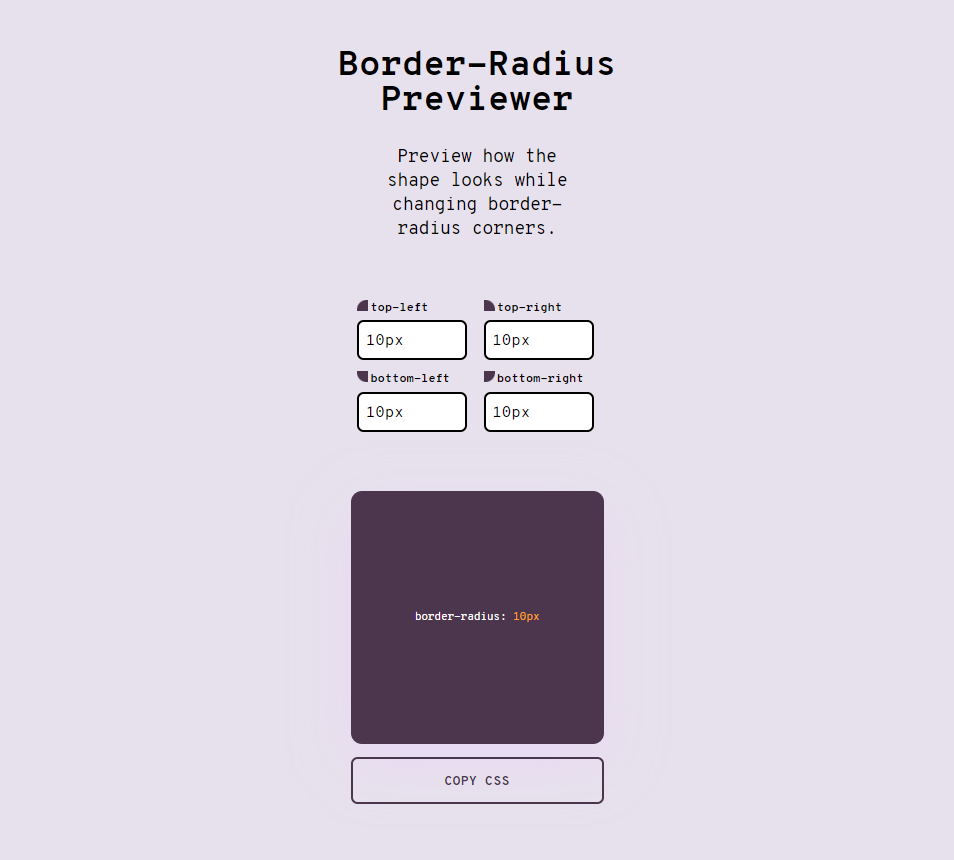 Border-Radius
Previewer
Preview how the
shape looks while
changing border-
radius corners.
top-left
top-right
10px
10px
bottom-left
bottom-right
10px
10px
border-radius: 10px
COPY CSS